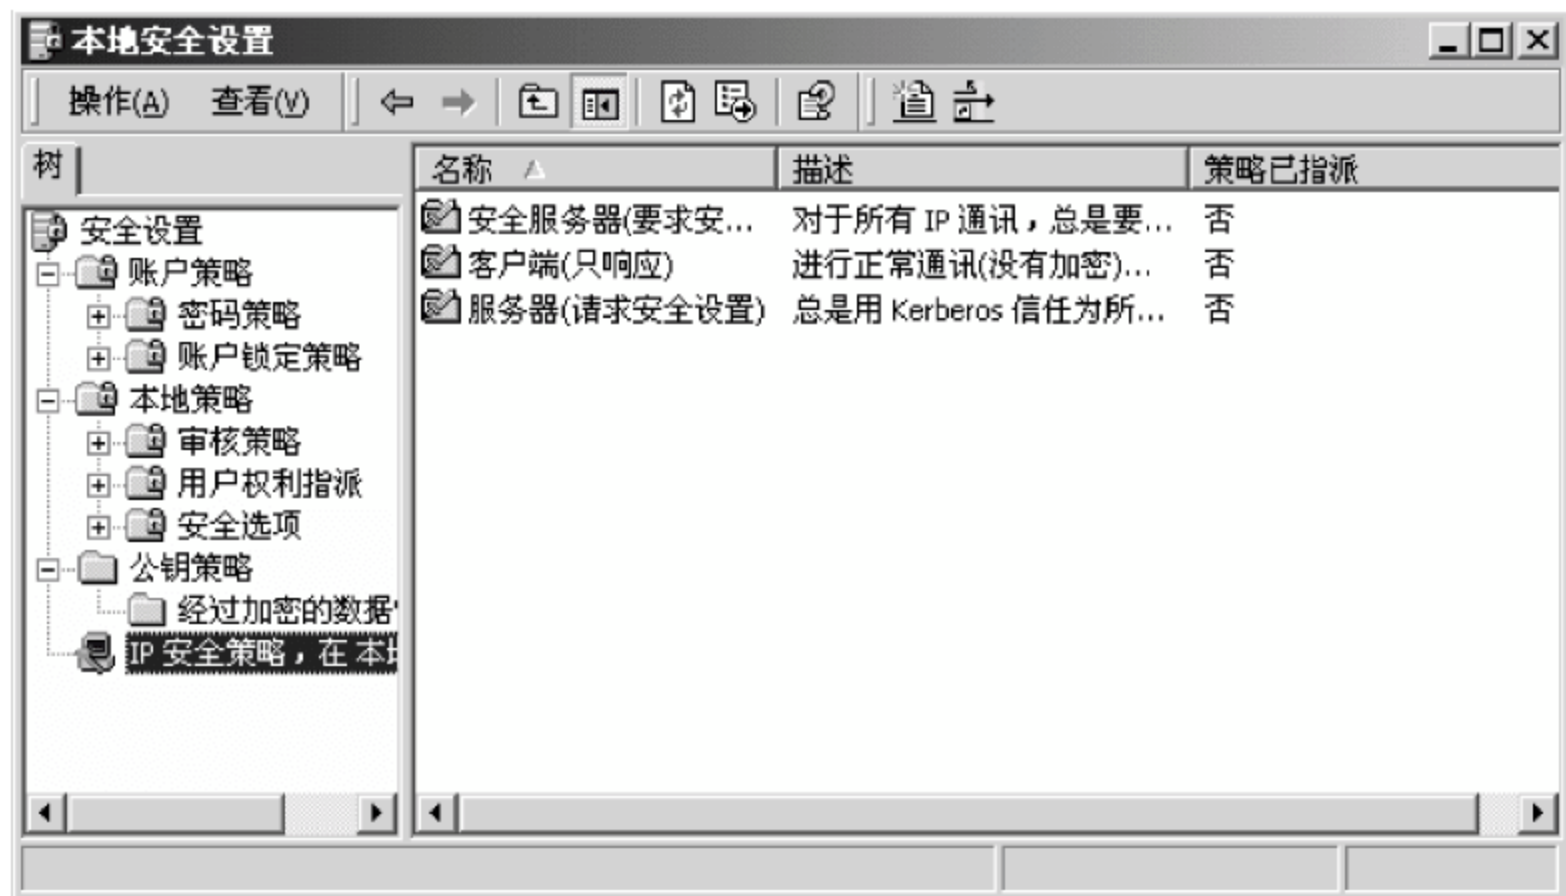 本地安全设置
操作(A) 查看(V)
树
安全设置
账户策略
密码策略
账户锁定策略
本地策略
审核策略
用户权利指派
安全选项
公钥策略
经过加密的数据
IP 安全策略，在 本
名称 描述 策略已指派
安全服务器(要求安... 对于所有 IP 通讯，总是要... 否
客户端(只响应) 进行正常通讯(没有加密)... 否
服务器(请求安全设置) 总是用 Kerberos 信任为所... 否